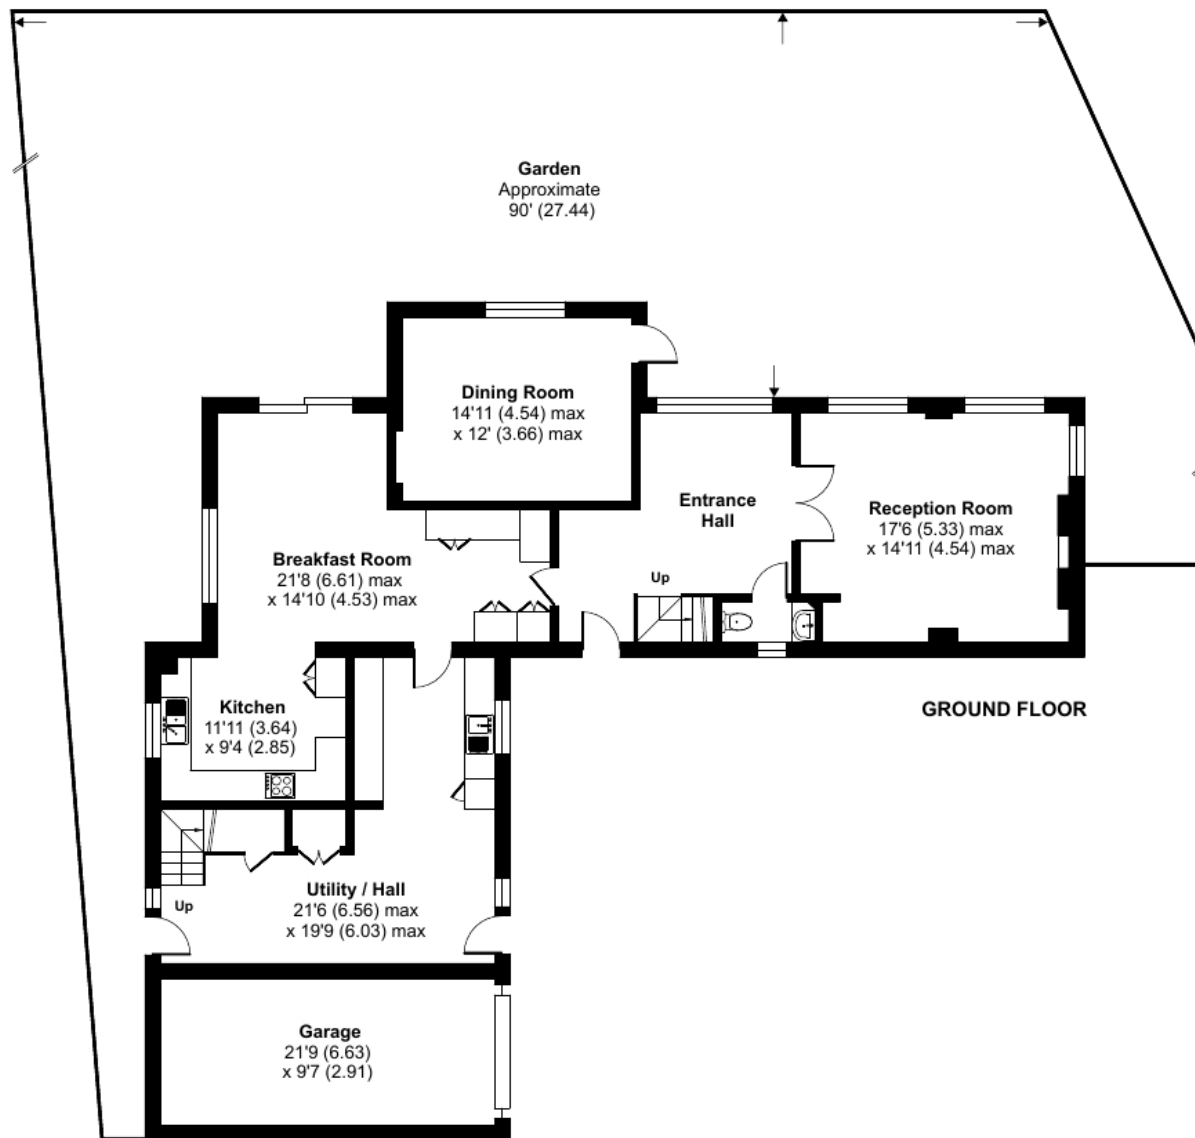 Garden
Approximate
90' (27.44)
Dining Room
14'11 (4.54) max
x 12' (3.66) max
Entrance
Hall
Reception Room
17'6 (5.33) max
x 14'11 (4.54) max
Breakfast Room
21'8 (6.61) max
x 14'10 (4.53) max
Up
Kitchen
11'11 (3.64)
x 9'4 (2.85)
GROUND FLOOR
Utility / Hall
21'6 (6.56) max
x 19'9 (6.03) max
Up
Garage
21'9 (6.63)
x 9'7 (2.91)